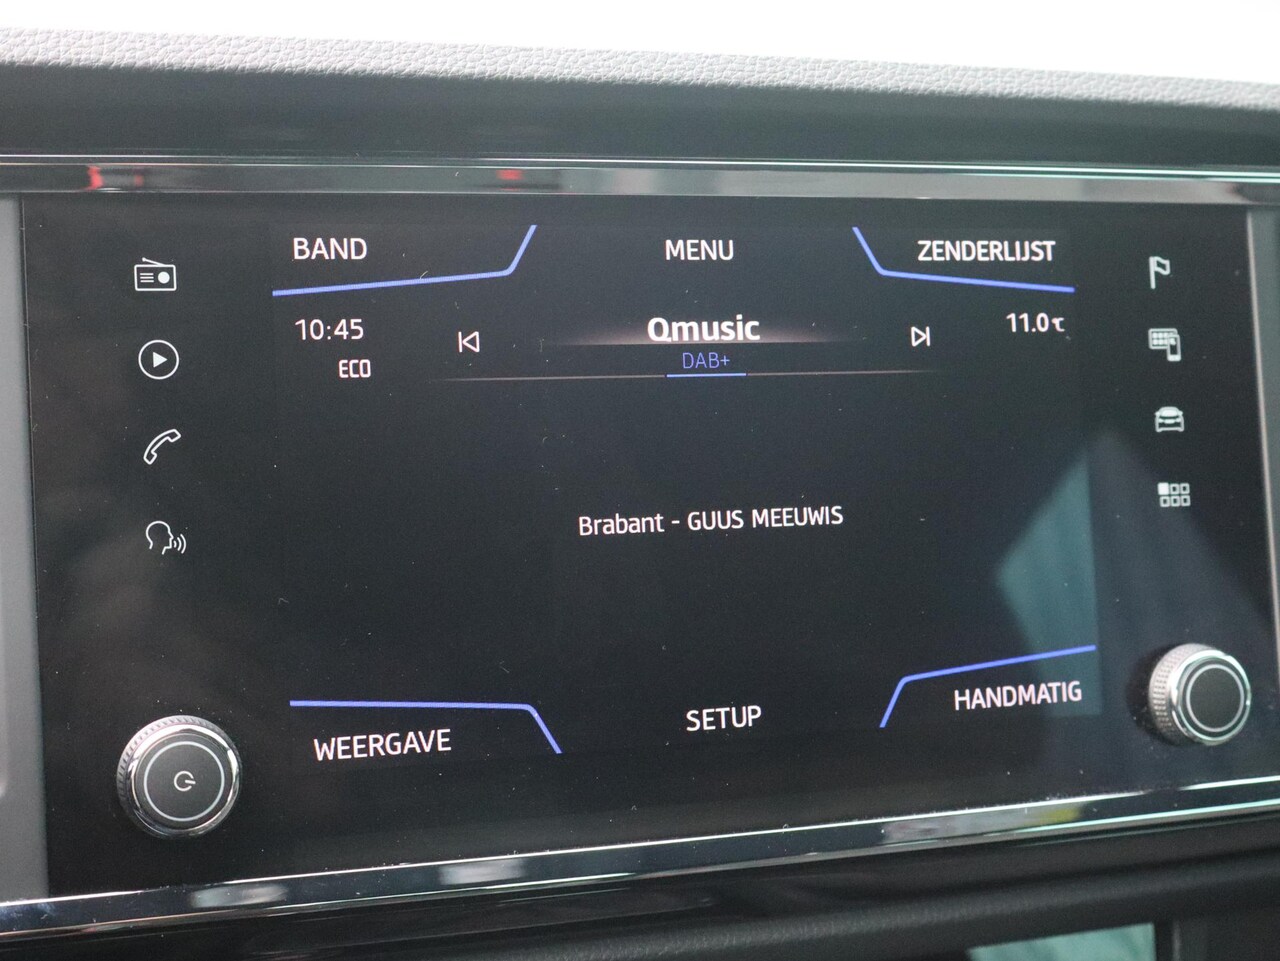 BAND MENU ZENDERLIJST
10:45 Qmusic 11.0℃
ECO DAB+
Brabant - GUUS MEEUWIS
WEERGAVE SETUP HANDMATIG